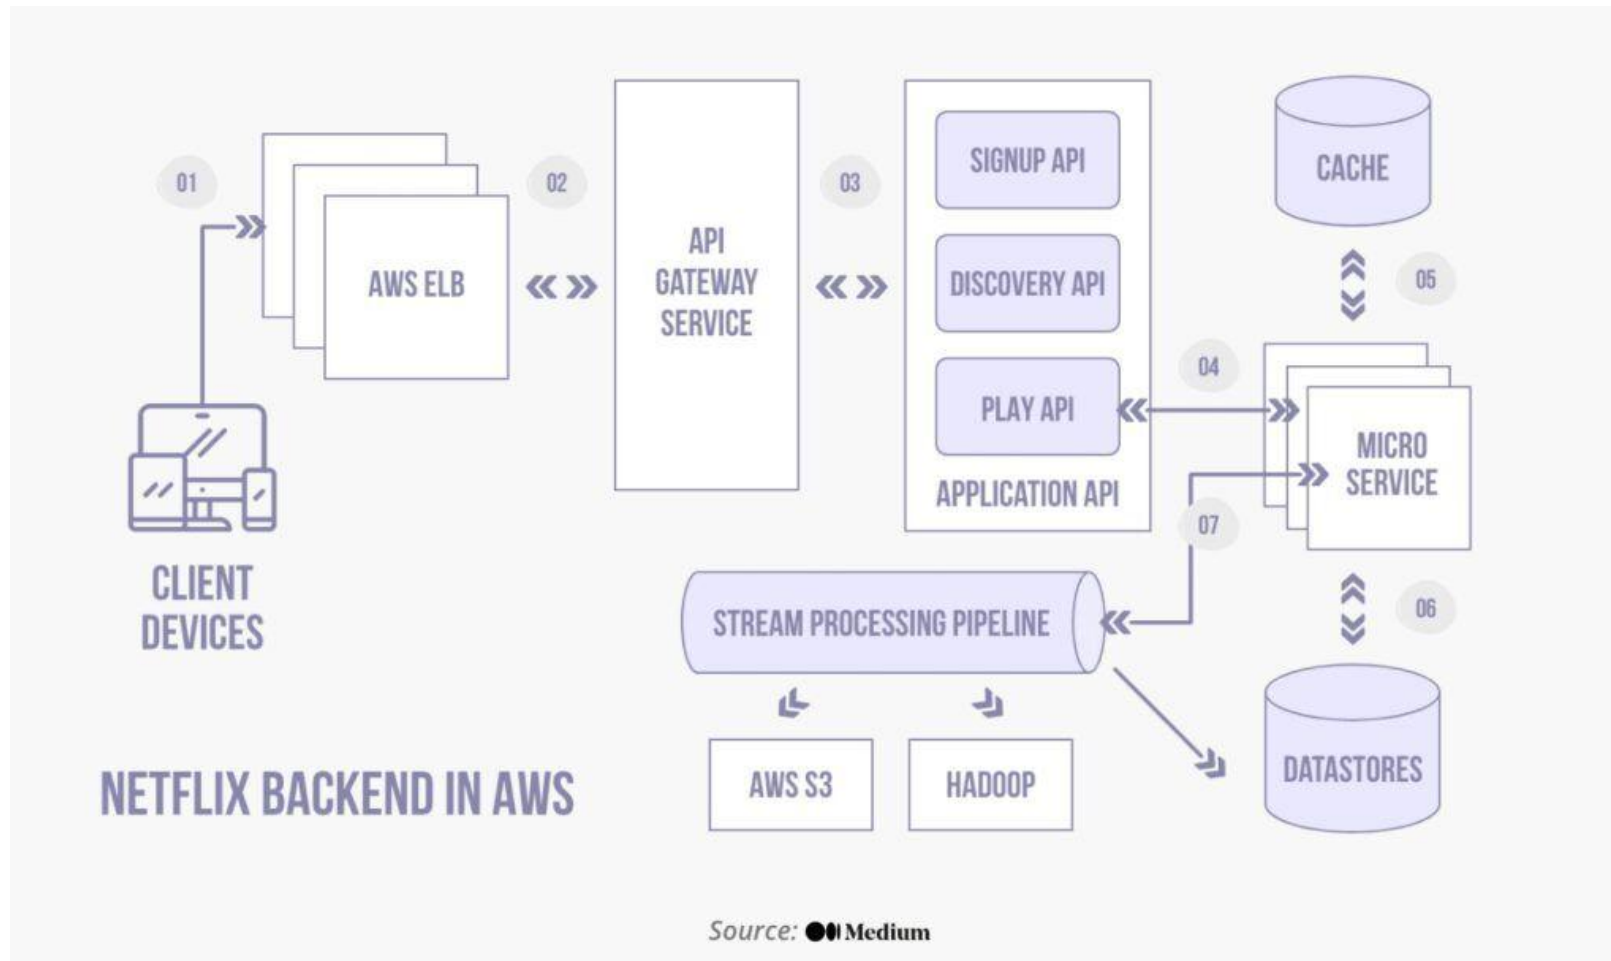 01
02
03
AWS ELB
API
GATEWAY
SERVICE
SIGNUP API
DISCOVERY API
PLAY API
APPLICATION API
CACHE
05
04
MICRO
SERVICE
07
06
CLIENT
DEVICES
STREAM PROCESSING PIPELINE
AWS S3
HADOOP
DATASTORES
NETFLIX BACKEND IN AWS
Source: Medium